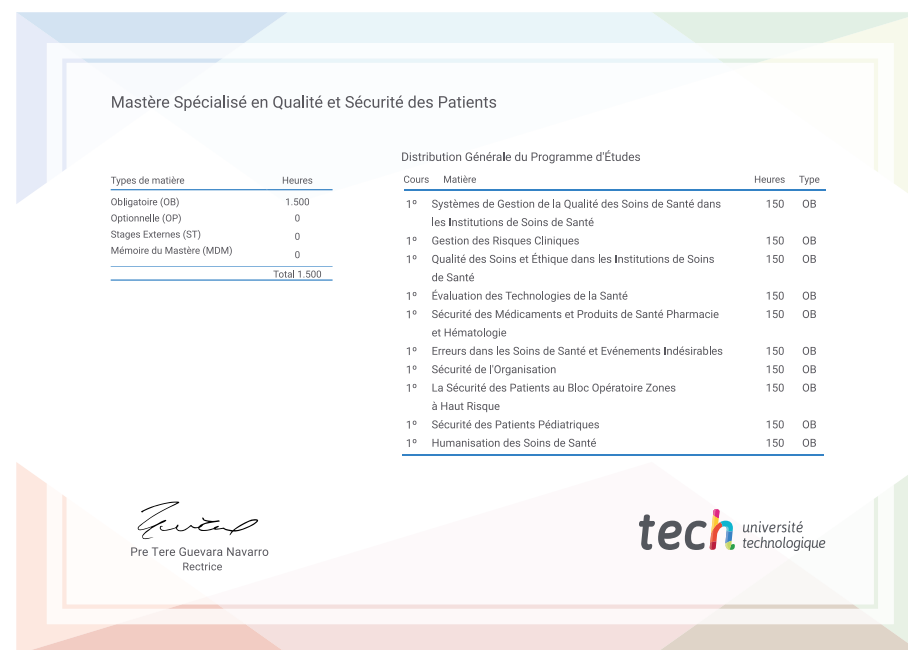 Mastère Spécialisé en Qualité et Sécurité des Patients
Types de matière Heures
Obligatoire (OB) 1.500
Optionnelle (OP) 0
Stages Externes (ST) 0
Mémoire du Mastère (MDM) 0
Total 1.500
Distribution Générale du Programme d'Études
Cours Matière Heures Type
1º Systèmes de Gestion de la Qualité des Soins de Santé dans 150 OB
les Institutions de Soins de Santé
1º Gestion des Risques Cliniques 150 OB
1º Qualité des Soins et Éthique dans les Institutions de Soins 150 OB
de Santé
1º Évaluation des Technologies de la Santé 150 OB
1º Sécurité des Médicaments et Produits de Santé Pharmacie 150 OB
et Hématologie
1º Erreurs dans les Soins de Santé et Evénements Indésirables 150 OB
1º Sécurité de l'Organisation 150 OB
1º La Sécurité des Patients au Bloc Opératoire Zones 150 OB
à Haut Risque
1º Sécurité des Patients Pédiatriques 150 OB
1º Humanisation des Soins de Santé 150 OB
Pre Tere Guevara Navarro
Rectrice
tech université
technologique